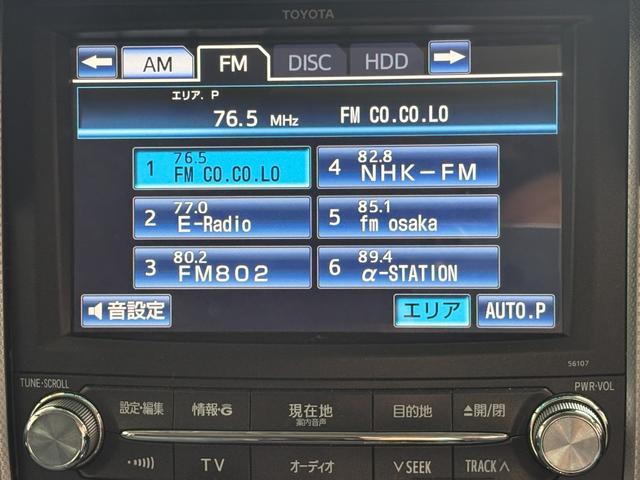 TOYOTA
AM FM DISC HDD
エリア. P
76.5 MHz FM CO.CO.LO
1 76.5 FM CO.CO.LO
4 82.8 NHK-FM
2 77.0 E-Radio
5 85.1 fm osaka
3 80.2 FM802
6 89.4 α-STATION
音設定 エリア AUTO.P
56107
TUNE•SCROLL
PWR•VOL
設定・編集 情報・G 現在地 案内音声 目的地 ▲開/閉
TV オーディオ ∨SEEK TRACK∧